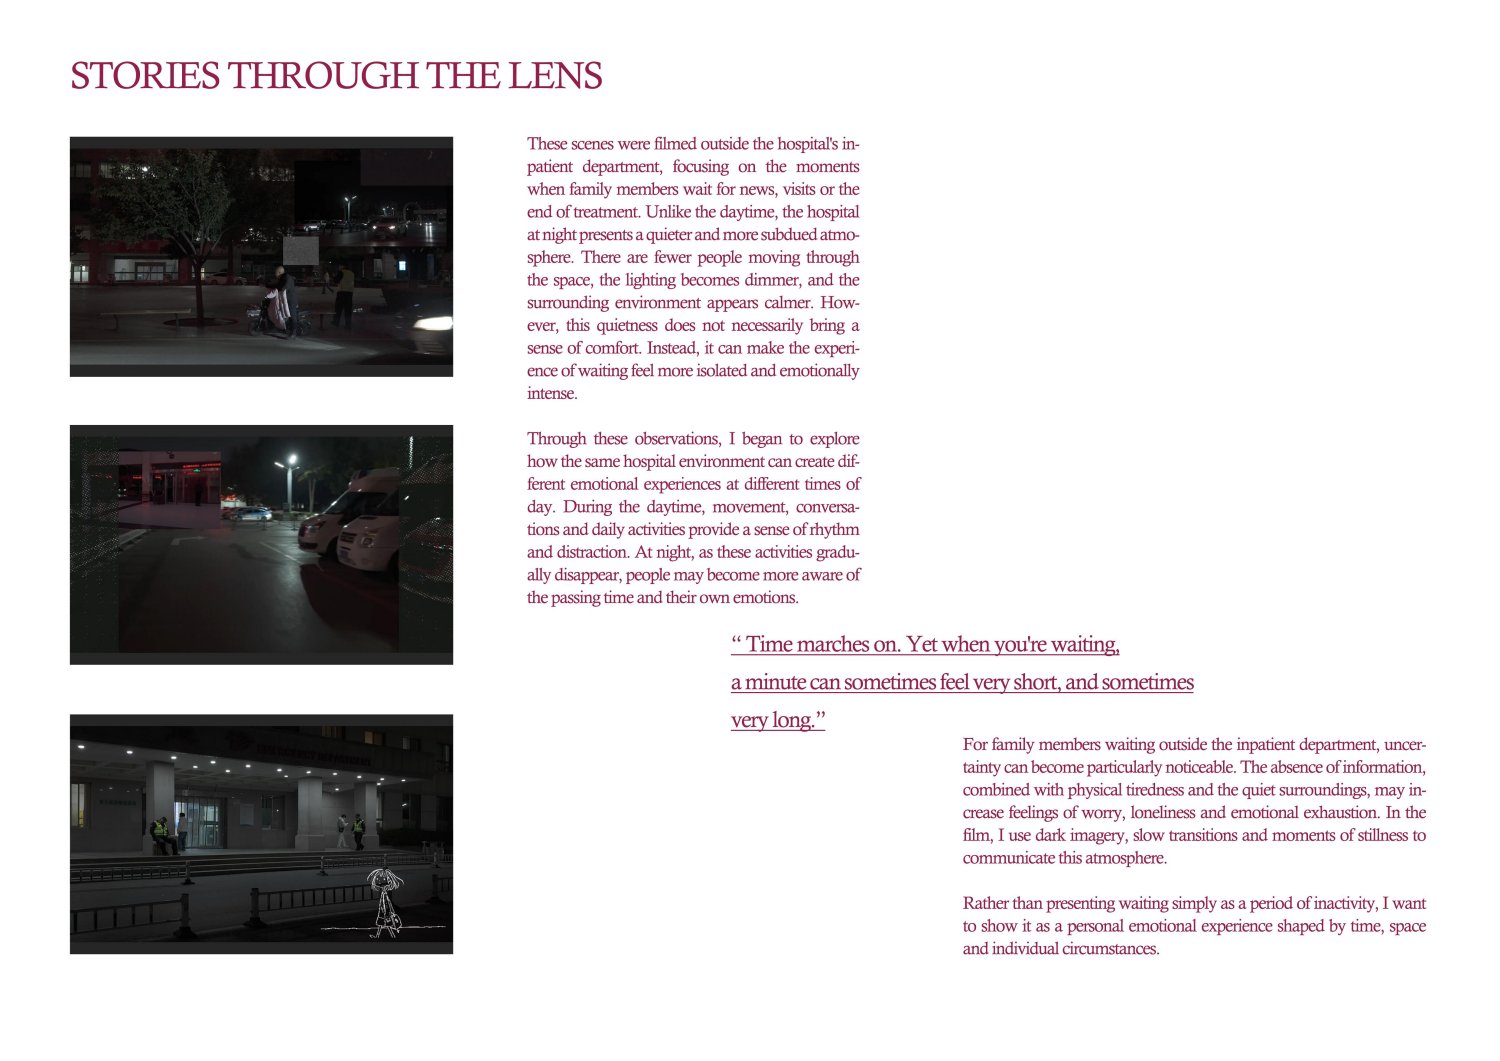 STORIES THROUGH THE LENS
These scenes were filmed outside the hospital's in-
patient department, focusing on the moments
when family members wait for news, visits or the
end of treatment. Unlike the daytime, the hospital
at night presents a quieter and more subdued atmo-
sphere. There are fewer people moving through
the space, the lighting becomes dimmer, and the
surrounding environment appears calmer. How-
ever, this quietness does not necessarily bring a
sense of comfort. Instead, it can make the experi-
ence of waiting feel more isolated and emotionally
intense.
Through these observations, I began to explore
how the same hospital environment can create dif-
ferent emotional experiences at different times of
day. During the daytime, movement, conversa-
tions and daily activities provide a sense of rhythm
and distraction. At night, as these activities gradu-
ally disappear, people may become more aware of
the passing time and their own emotions.
“ Time marches on. Yet when you're waiting,
a minute can sometimes feel very short, and sometimes
very long.”
For family members waiting outside the inpatient department, uncer-
tainty can become particularly noticeable. The absence of information,
combined with physical tiredness and the quiet surroundings, may in-
crease feelings of worry, loneliness and emotional exhaustion. In the
film, I use dark imagery, slow transitions and moments of stillness to
communicate this atmosphere.
Rather than presenting waiting simply as a period of inactivity, I want
to show it as a personal emotional experience shaped by time, space
and individual circumstances.